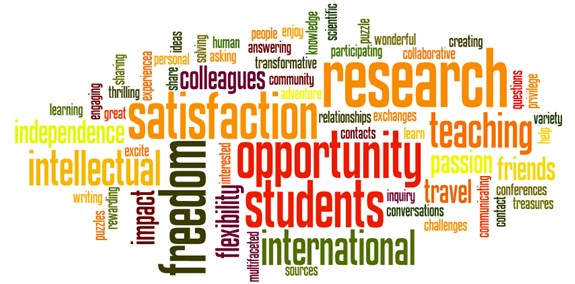 scientific
knowledge
people
enjoy
puzzle
ideas
solving
human
answering
participating
wonderful
creating
collaborative
sharing
experiencea
personal
asking
transformative
thrilling
share
colleagues
community
research
questions
privilege
engaging
adventure
learning
great
satisfaction
relationships
exchanges
variety
independence
contacts
learn
teaching
help
excite
intellectual
freedom
interested
opportunity
passion
friends
writing
rewarding
puzzles
impact
flexibility
students
inquiry
travel
communicating
conferences
contact
treasures
conversations
challenges
multifaceted
international
sources